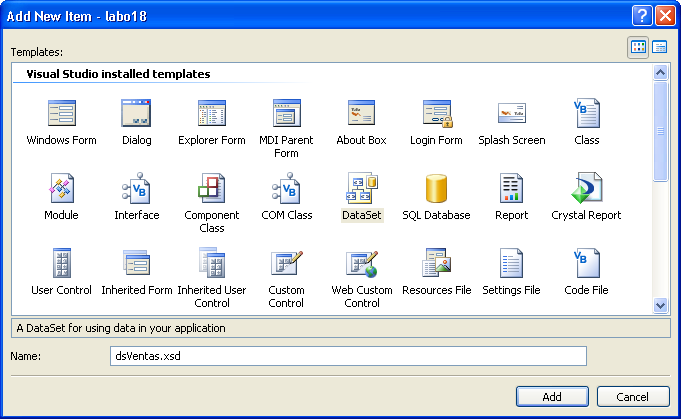 Add New Item - labo18
Templates:
Visual Studio installed templates
Windows Form Dialog Explorer Form MDI Parent Form About Box Login Form Splash Screen Class
Module Interface Component Class COM Class DataSet SQL Database Report Crystal Report
User Control Inherited Form Inherited User Control Custom Control Web Custom Control Resources File Settings File Code File
A DataSet for using data in your application
Name: dsVentas.xsd
Add Cancel